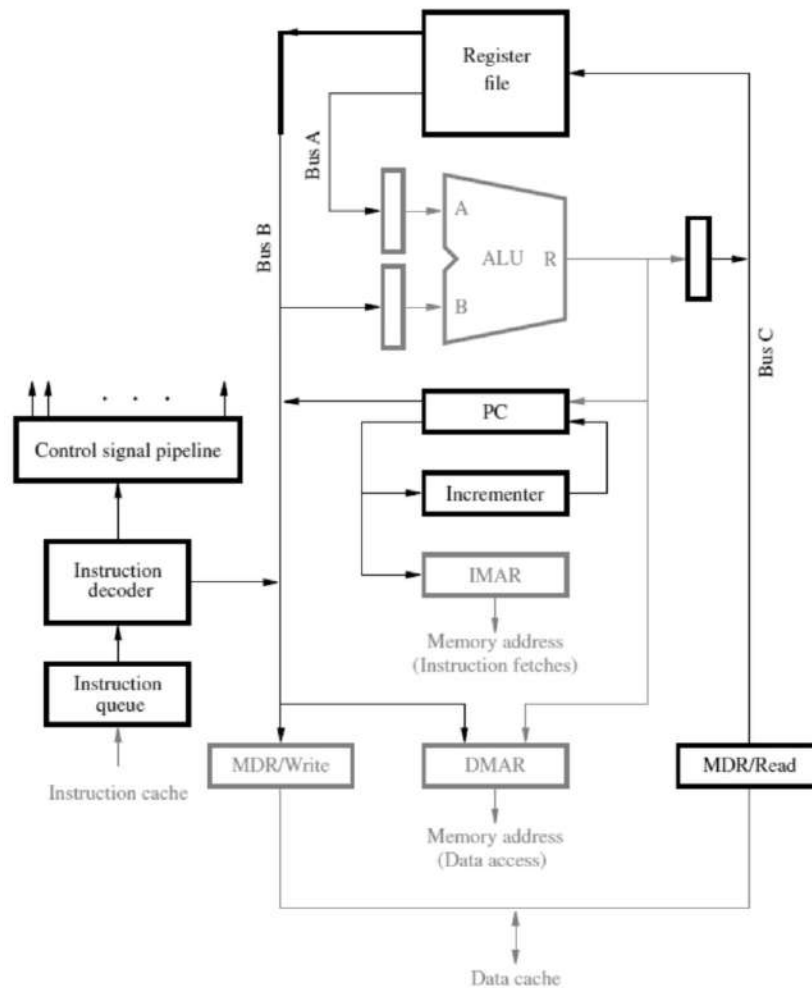 Register
file
Bus A
Bus B
A
ALU
R
B
Bus C
. . .
PC
Control signal pipeline
Incrementer
Instruction
decoder
IMAR
Memory address
(Instruction fetches)
Instruction
queue
MDR/Write
DMAR
MDR/Read
Instruction cache
Memory address
(Data access)
Data cache